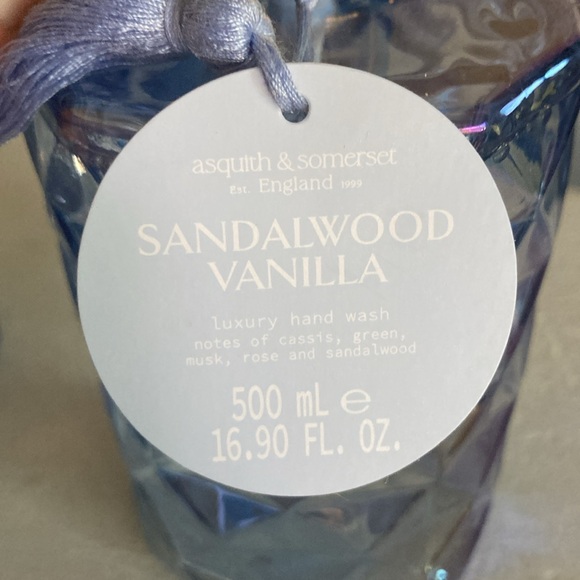 asquith & somerset
Est. England 1999
SANDALWOOD
VANILLA
luxury hand wash
notes of cassis, green,
musk, rose and sandalwood
500 mL ℮
16.90 FL. OZ.